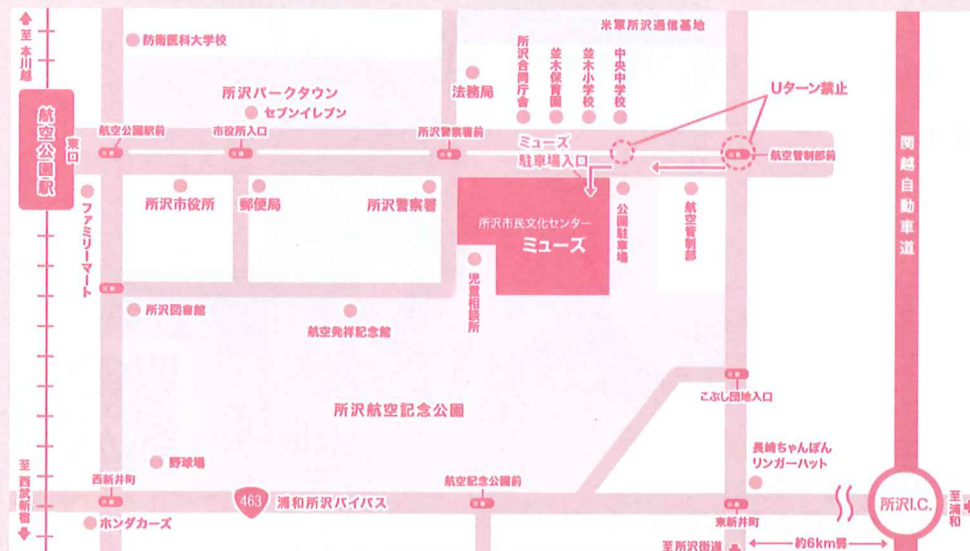 至 本川越
防衛医科大学校
米軍所沢通信基地
所沢合同庁舎
並木保育園
並木小学校
中央中学校
法務局
所沢パークタウン
セブンイレブン
Uターン禁止
航空公園駅
東口
航空公園駅前
市役所入口
所沢警察署前
ミューズ
駐車場入口
航空管制部前
関越自動車道
ファミリーマート
所沢市役所
郵便局
所沢警察署
所沢市民文化センター
ミューズ
公園駐車場
航空管制部
児童相談所
所沢図書館
航空発祥記念館
所沢航空記念公園
こぶし団地入口
長崎ちゃんぽん
リンガーハット
野球場
西新井町
463
浦和所沢バイパス
航空記念公園前
東新井町
所沢I.C.
至 浦和
至 西武新宿
ホンダカーズ
至所沢街道
約6km弱